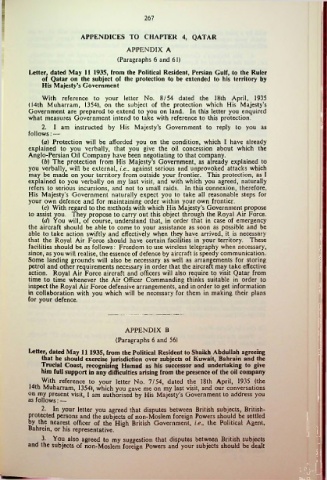 267
APPENDICES TO CHAPTER 4, QATAR
APPENDIX A
(Paragraphs 6 and 61)
Letter, dated May 11 1935, from the Political Resident, Persian Gulf, to the Ruler
of Qatar on the subject of the protection to be extended to his territory by
His Majesty's Government
With reference to your letter No. 8/54 dated the 18th April, 1935
(14th Muharram, 1354), on the subject of the protection which His Majesty's
Government are prepared to extend to you on land. In this letter you enquired
what measures Government intend to take with reference to this protection.
2. I am instructed by His Majesty's Government to reply to you as
follows:—
(a) Protection will be afforded you on the condition, which I have already
explained to you verbally, that you give the oil concession about which the
Anglo-Persian Oil Company have been negotiating to that company.
(b) The protection from His Majesty's Government, as already explained to
you verbally, will be external, i.e., against serious and unprovoked attacks which
may be made on your territory from outside your frontier. This protection, as I
explained to you verbally on my last visit, and with which you agreed, naturally
refers to serious incursions, and not to small raids. In this connexion, therefore,
His Majesty's Government naturally expect you to take all reasonable steps for
your own defence and for maintaining order within your own frontier.
(c) With regard to the methods with which His Majesty's Government propose
to assist you. They propose to carry out this object through the Royal Air Force.
(d) You will, of course, understand that, in order that in case of emergency
the aircraft should be able to come to your assistance as soon as possible and be
able to take action swiftly and effectively when they have arrived, it is necessary
that the Royal Air Force should have certain facilities in your territory. These
facilities should be as follows: Freedom to use wireless telegraphy when necessary,
since, as you will realise, the essence of defence by aircraft is speedy communication.
Some landing grounds will also be necessary as well as arrangements for storing
petrol and other requirements necessary in order that the aircraft may take effective
action. Royal Air Force aircraft and officers will also require to visit Qatar from
time to time whenever the Air Officer Commanding thinks suitable in order to
inspect the Royal Air Force defensive arrangements, and in order to get information
in collaboration with you which will be necessary for them in making their plans
for your defence.
APPENDIX B
(Paragraphs 6 and 56)
Letter, dated May 11 1935, from the Political Resident to Shaikh Abdullah agreeing
that he should exercise jurisdiction over subjects of Kuwait, Bahrain and the
Trucial Coast, recognising Hamad as his successor and undertaking to give
him full support in any difficulties arising from the presence of the oil company
With reference to your letter No. 7/54, dated the 18th April, 1935 (the
14th Muharram, 1354), which you gave me on my last visit, and our conversations
on my present visit, I am authorised by His Majesty's Government to address you
as follows:—
2. In your letter you agreed that disputes between British subjects, British-
protected persons and the subjects of non-Moslem foreign Powers should be settled
by the nearest officer of the High British Government, i.e., the Political Agent,
Bahrein, or his representative.
3. You also agreed to my suggestion that disputes between British subjects
and the subjects of non-Moslem foreign Powers and your subjects should be dealt